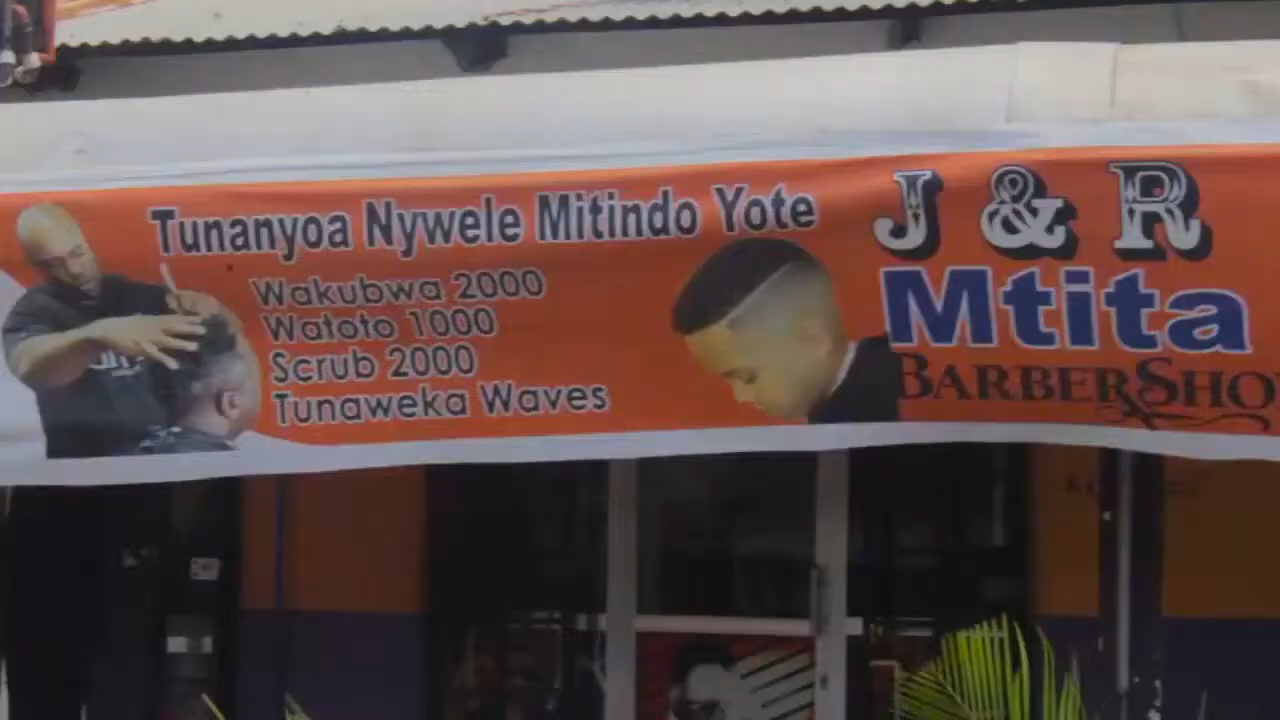 Tunanyoa Nywele Mitindo Yote
Wakubwa 2000
Watoto 1000
Scrub 2000
Tunaweka Waves
J & R
Mtita
BARBERSHO